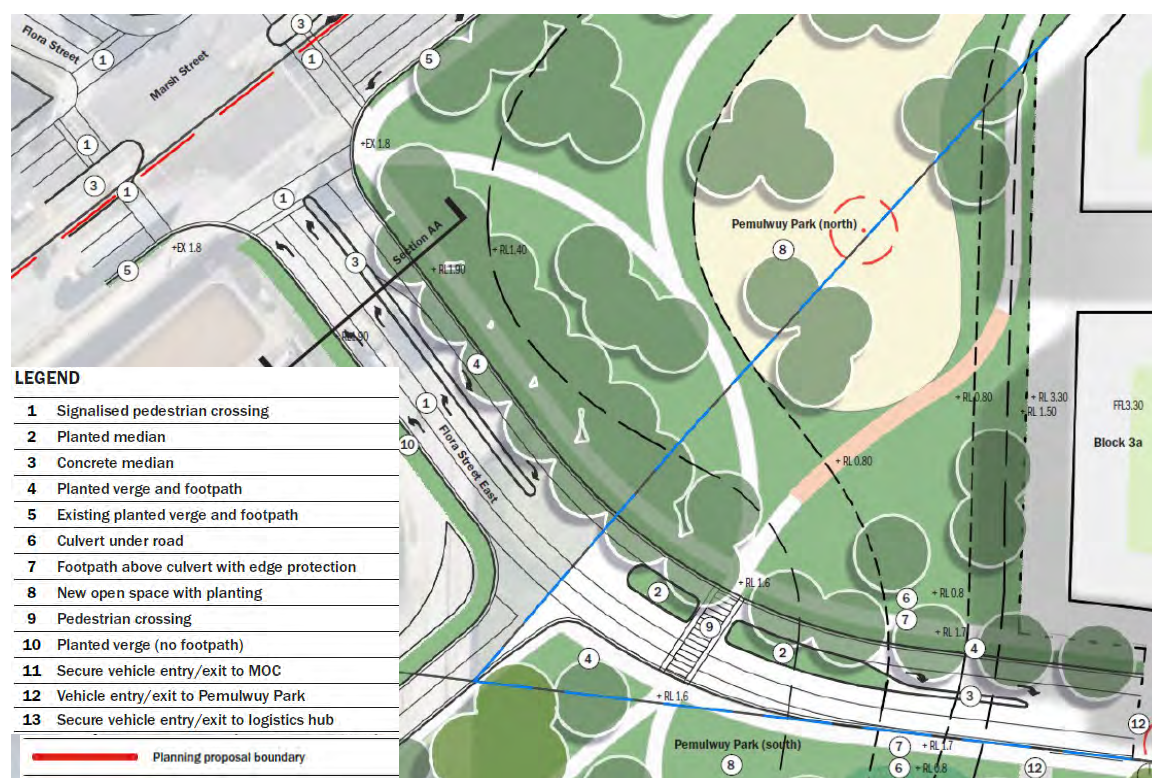 3
Flora Street
1
1
5
Marsh Street
+EX 1.8
1
3
1
1
+EX 1.8
5
Section AA
+ RL1.90
+ RL1.40
3
Pemulwuy Park (north)
8
4
1
Flora Street East
10
+ RL 0.80
+ RL 3.30
+ RL 1.50
FFL3.30
Block 3a
+ RL 0.80
LEGEND
1 Signalised pedestrian crossing
2 Planted median
3 Concrete median
4 Planted verge and footpath
5 Existing planted verge and footpath
6 Culvert under road
7 Footpath above culvert with edge protection
8 New open space with planting
9 Pedestrian crossing
10 Planted verge (no footpath)
11 Secure vehicle entry/exit to MOC
12 Vehicle entry/exit to Pemulwuy Park
13 Secure vehicle entry/exit to logistics hub
Planning proposal boundary
+ RL 1.6
2
9
6
+ RL 0.8
7
+ RL 1.7
4
2
4
+ RL 1.6
3
12
Pemulwuy Park (south)
8
7
+ RL 1.7
6
+ RL 0.8
12